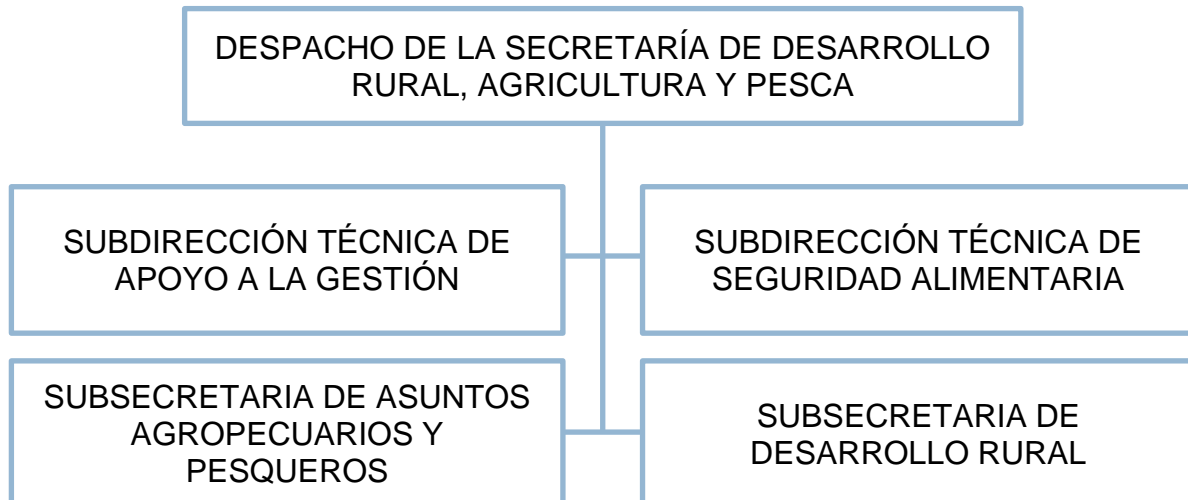 DESPACHO DE LA SECRETARÍA DE DESARROLLO
RURAL, AGRICULTURA Y PESCA
SUBDIRECCIÓN TÉCNICA DE
APOYO A LA GESTIÓN
SUBDIRECCIÓN TÉCNICA DE
SEGURIDAD ALIMENTARIA
SUBSECRETARIA DE ASUNTOS
AGROPECUARIOS Y
PESQUEROS
SUBSECRETARIA DE
DESARROLLO RURAL